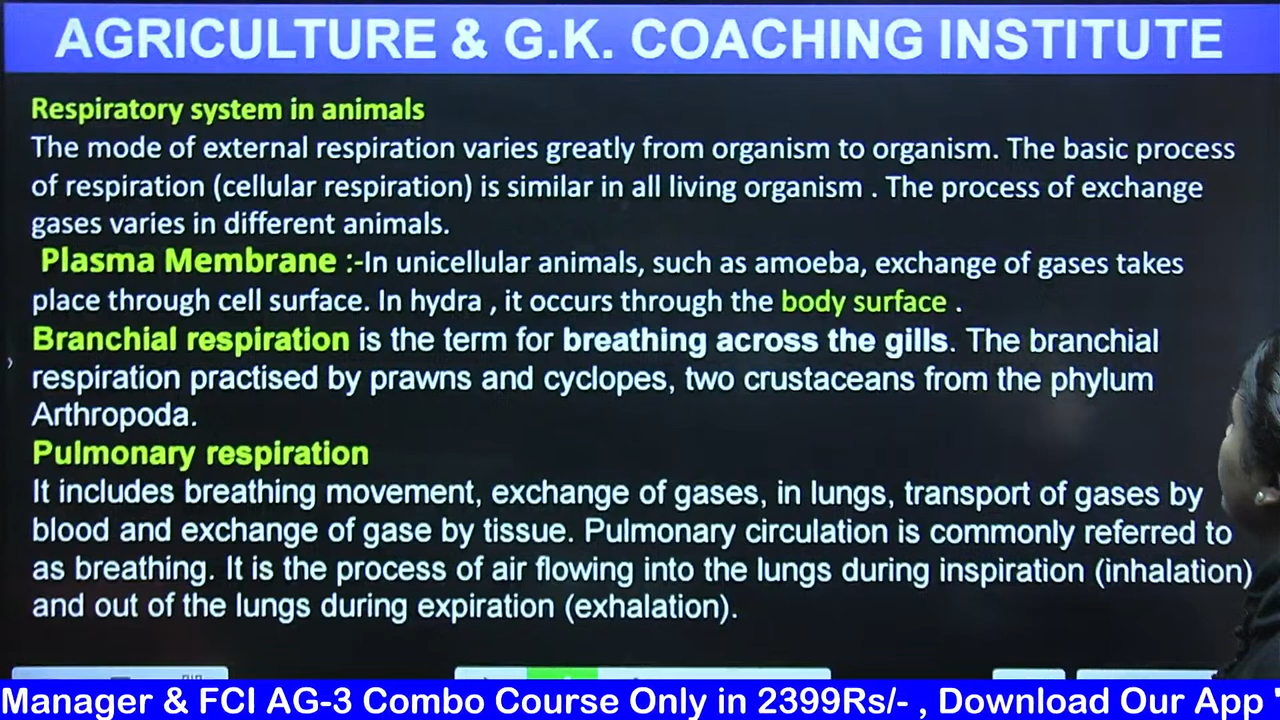 AGRICULTURE & G.K. COACHING INSTITUTE
Respiratory system in animals
The mode of external respiration varies greatly from organism to organism. The basic process
of respiration (cellular respiration) is similar in all living organism . The process of exchange
gases varies in different animals.
Plasma Membrane :-In unicellular animals, such as amoeba, exchange of gases takes
place through cell surface. In hydra , it occurs through the body surface .
Branchial respiration is the term for breathing across the gills. The branchial
respiration practised by prawns and cyclopes, two crustaceans from the phylum
Arthropoda.
Pulmonary respiration
It includes breathing movement, exchange of gases, in lungs, transport of gases by
blood and exchange of gase by tissue. Pulmonary circulation is commonly referred to
as breathing. It is the process of air flowing into the lungs during inspiration (inhalation)
and out of the lungs during expiration (exhalation).
Manager & FCI AG-3 Combo Course Only in 2399Rs/- , Download Our App